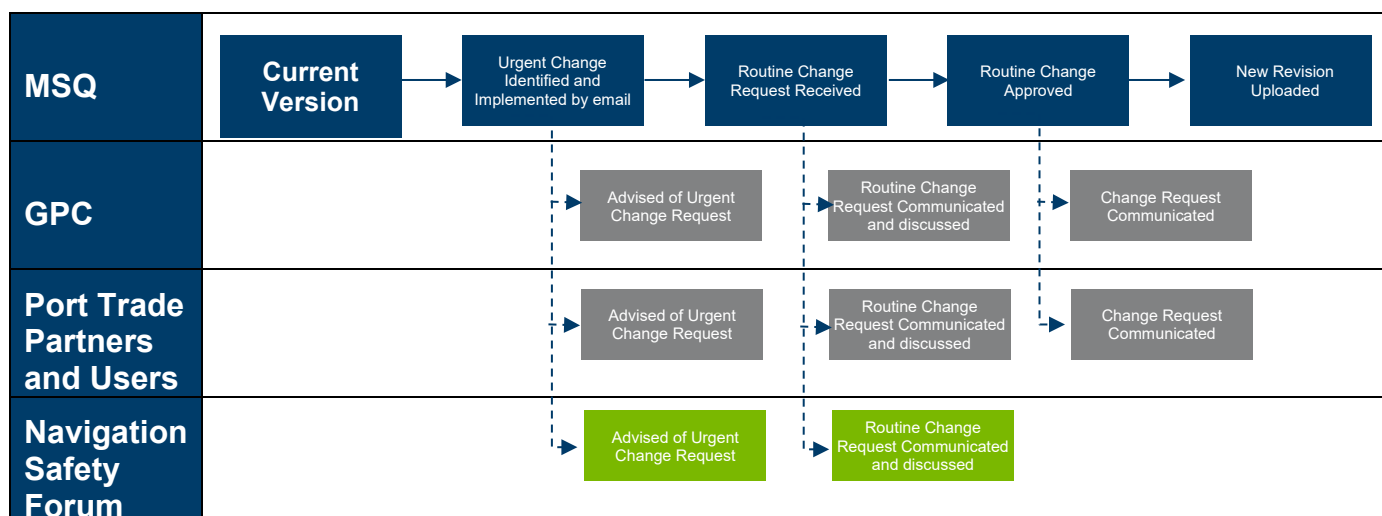 MSQ
Current
Version
Urgent Change
Identified and
Implemented by email
Routine Change
Request Received
Routine Change
Approved
New Revision
Uploaded
GPC
Advised of Urgent
Change Request
Routine Change
Request Communicated
and discussed
Change Request
Communicated
Port Trade
Partners
and Users
Advised of Urgent
Change Request
Routine Change
Request Communicated
and discussed
Change Request
Communicated
Navigation
Safety
Forum
Advised of Urgent
Change Request
Routine Change
Request Communicated
and discussed